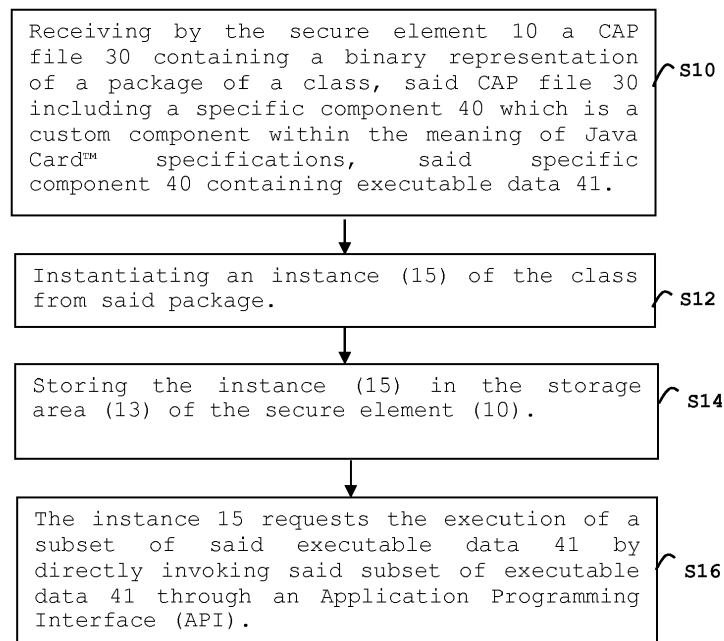 Receiving by the secure element 10 a CAP
file 30 containing a binary representation
of a package of a class, said CAP file 30
including a specific component 40 which is a
custom component within the meaning of Java
Card™ specifications, said specific
component 40 containing executable data 41.
S10
Instantiating an instance (15) of the class
from said package.
S12
Storing the instance (15) in the storage
area (13) of the secure element (10).
S14
The instance 15 requests the execution of a
subset of said executable data 41 by
directly invoking said subset of executable
data 41 through an Application Programming
Interface (API).
S16